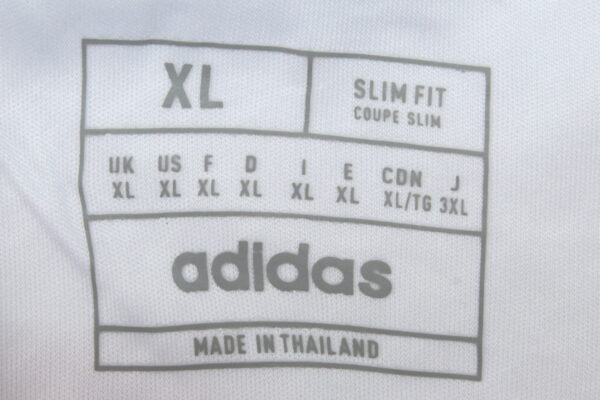 XL
SLIM FIT
COUPE SLIM
UK US F D I E CDN J
XL XL XL XL XL XL XL/TG 3XL
adidas
MADE IN THAILAND